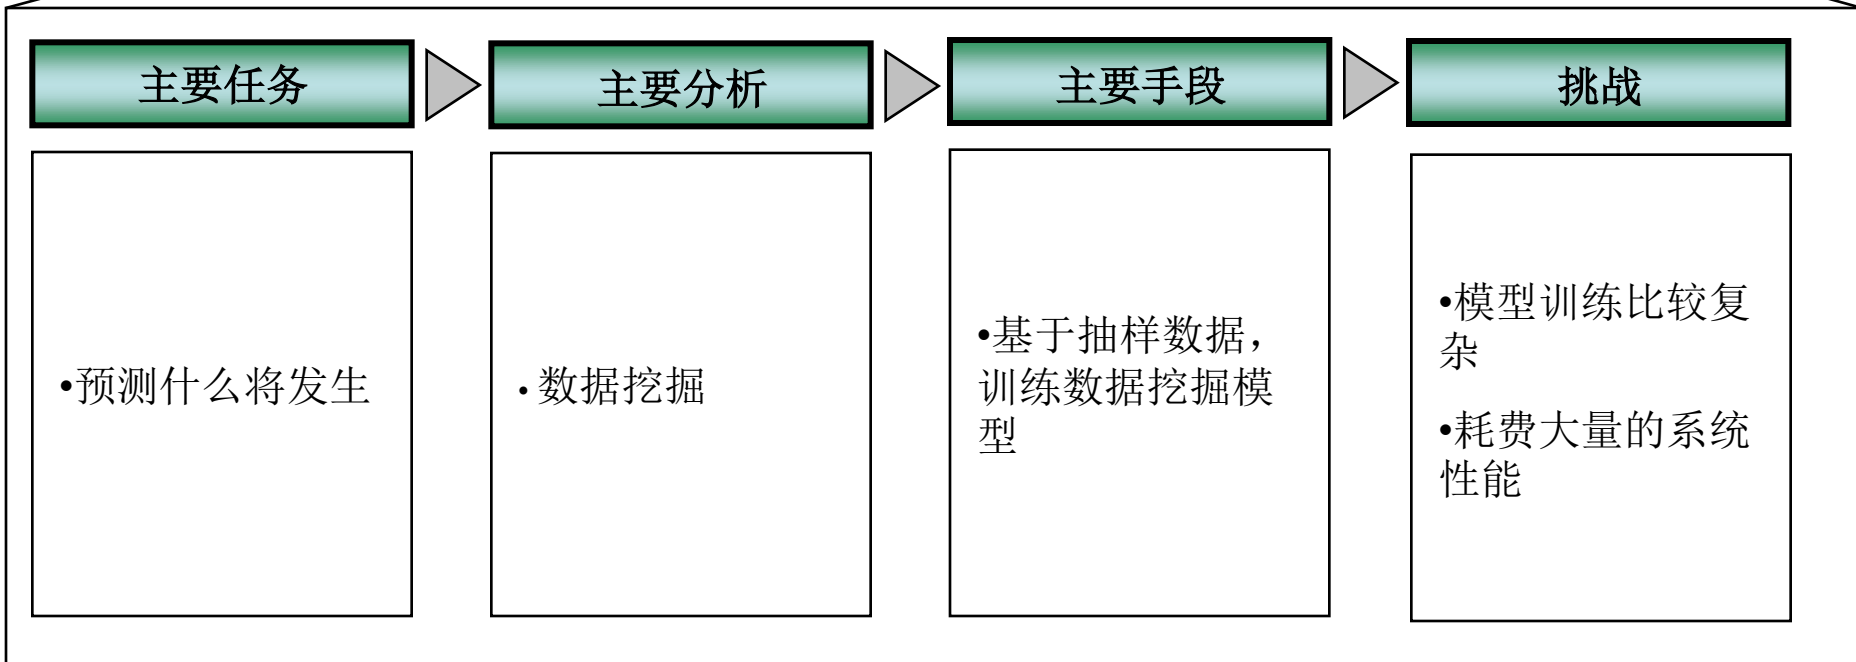 主要任务
主要分析
主要手段
挑战
•预测什么将发生
• 数据挖掘
•基于抽样数据，
训练数据挖掘模
型
•模型训练比较复
杂
•耗费大量的系统
性能